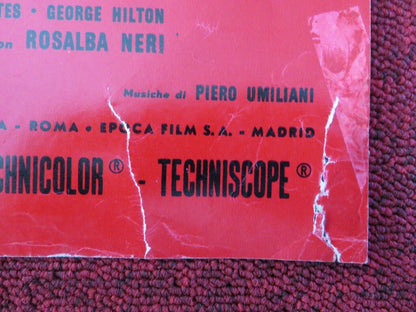 TES • GEORGE HILTON
on ROSALBA NERI
Musiche di PIERO UMILIANI
A - ROMA • EPOCA FILM S.A. - MADRID
CHNICOLOR® - TECHNISCOPE®